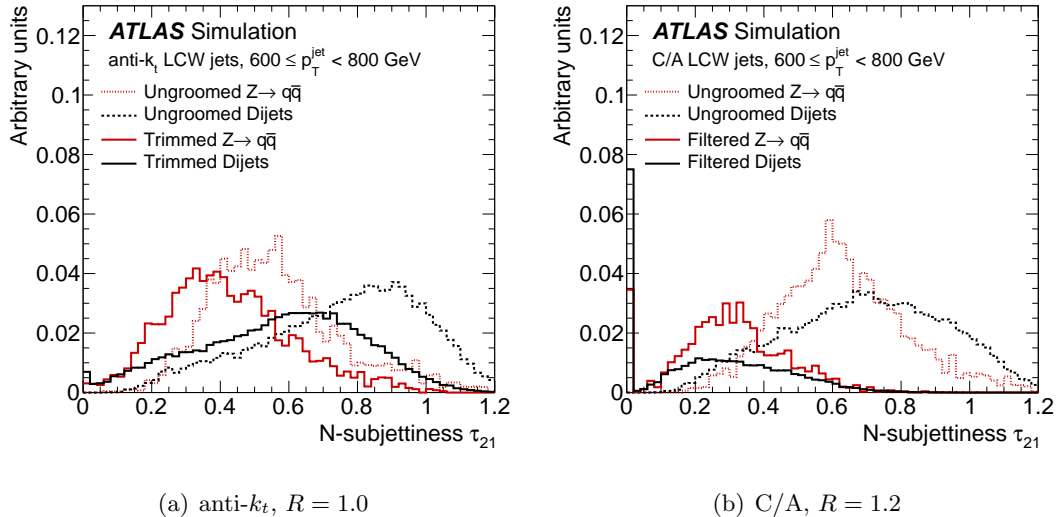 Arbitrary units
0.12
0.1
0.08
0.06
0.04
0.02
0
ATLAS Simulation
anti-kₜ LCW jets, 600 ≤ p_T^jet < 800 GeV
Ungroomed Z→ qq̄
Ungroomed Dijets
Trimmed Z→ qq̄
Trimmed Dijets
0 0.2 0.4 0.6 0.8 1 1.2
N-subjettiness τ₂₁
(a) anti-kₜ, R = 1.0
Arbitrary units
0.12
0.1
0.08
0.06
0.04
0.02
0
ATLAS Simulation
C/A LCW jets, 600 ≤ p_T^jet < 800 GeV
Ungroomed Z→ qq̄
Ungroomed Dijets
Filtered Z→ qq̄
Filtered Dijets
0 0.2 0.4 0.6 0.8 1 1.2
N-subjettiness τ₂₁
(b) C/A, R = 1.2